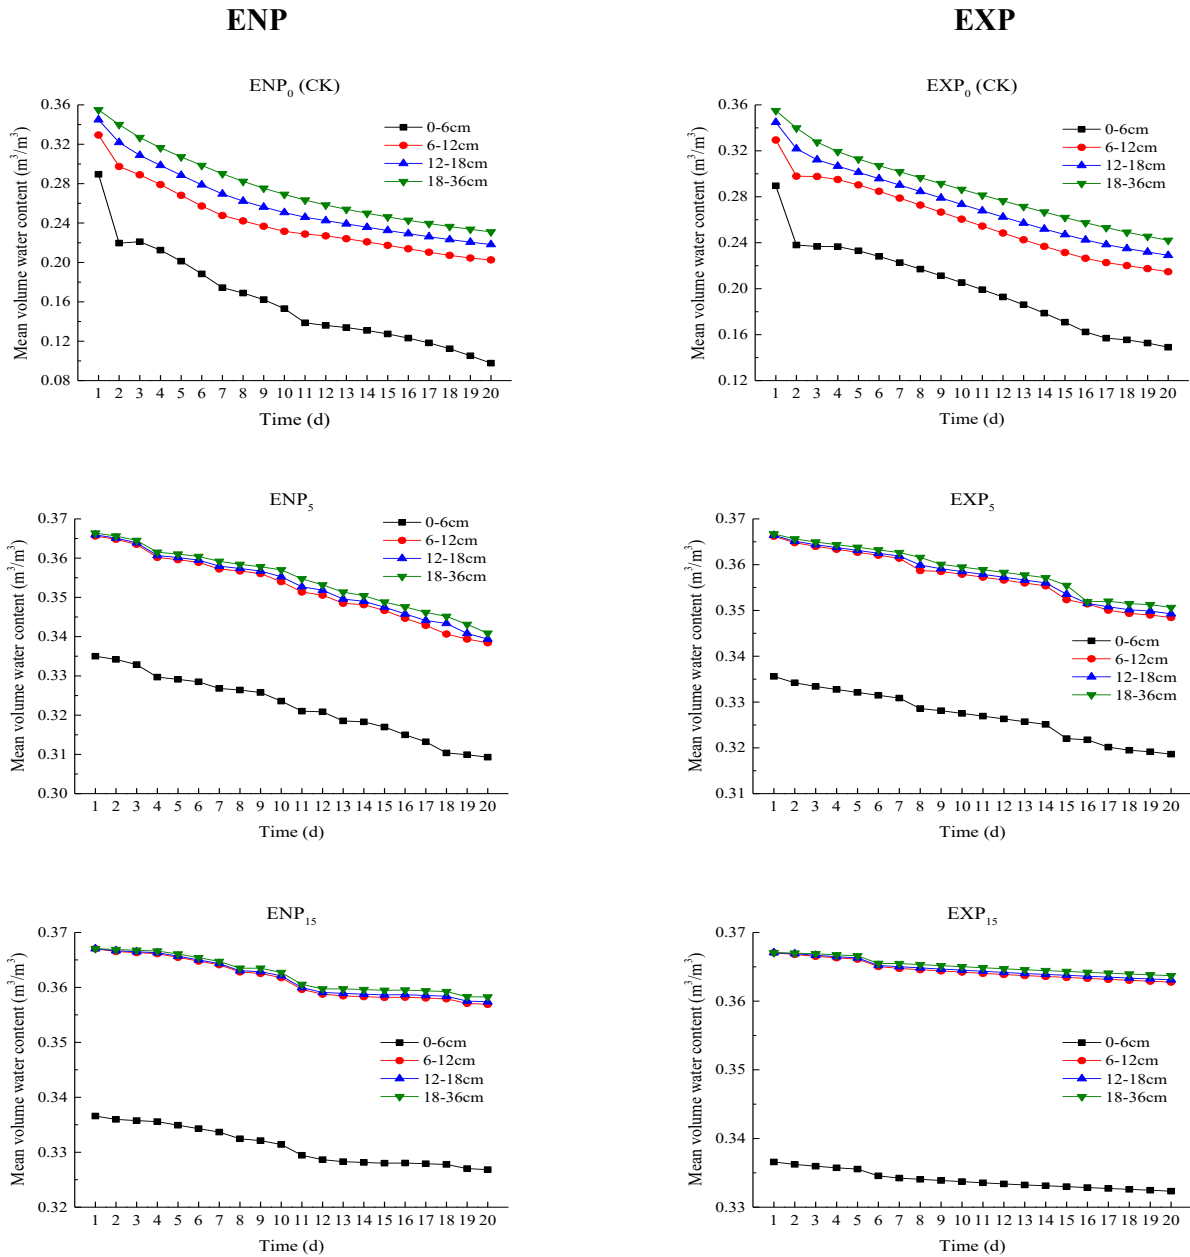 ENP
EXP
ENP0 (CK)
Mean volume water content (m3/m3)
0.36
0.32
0.28
0.24
0.20
0.16
0.12
0.08
0-6cm
6-12cm
12-18cm
18-36cm
1 2 3 4 5 6 7 8 9 10 11 12 13 14 15 16 17 18 19 20
Time (d)
EXP0 (CK)
Mean volume water content (m3/m3)
0.36
0.32
0.28
0.24
0.20
0.16
0.12
0-6cm
6-12cm
12-18cm
18-36cm
1 2 3 4 5 6 7 8 9 10 11 12 13 14 15 16 17 18 19 20
Time (d)
ENP5
Mean volume water content (m3/m3)
0.37
0.36
0.35
0.34
0.33
0.32
0.31
0.30
0-6cm
6-12cm
12-18cm
18-36cm
1 2 3 4 5 6 7 8 9 10 11 12 13 14 15 16 17 18 19 20
Time (d)
EXP5
Mean volume water content (m3/m3)
0.37
0.36
0.35
0.34
0.33
0.32
0.31
0-6cm
6-12cm
12-18cm
18-36cm
1 2 3 4 5 6 7 8 9 10 11 12 13 14 15 16 17 18 19 20
Time (d)
ENP15
Mean volume water content (m3/m3)
0.37
0.36
0.35
0.34
0.33
0.32
0-6cm
6-12cm
12-18cm
18-36cm
1 2 3 4 5 6 7 8 9 10 11 12 13 14 15 16 17 18 19 20
Time (d)
EXP15
Mean volume water content (m3/m3)
0.37
0.36
0.35
0.34
0.33
0-6cm
6-12cm
12-18cm
18-36cm
1 2 3 4 5 6 7 8 9 10 11 12 13 14 15 16 17 18 19 20
Time (d)